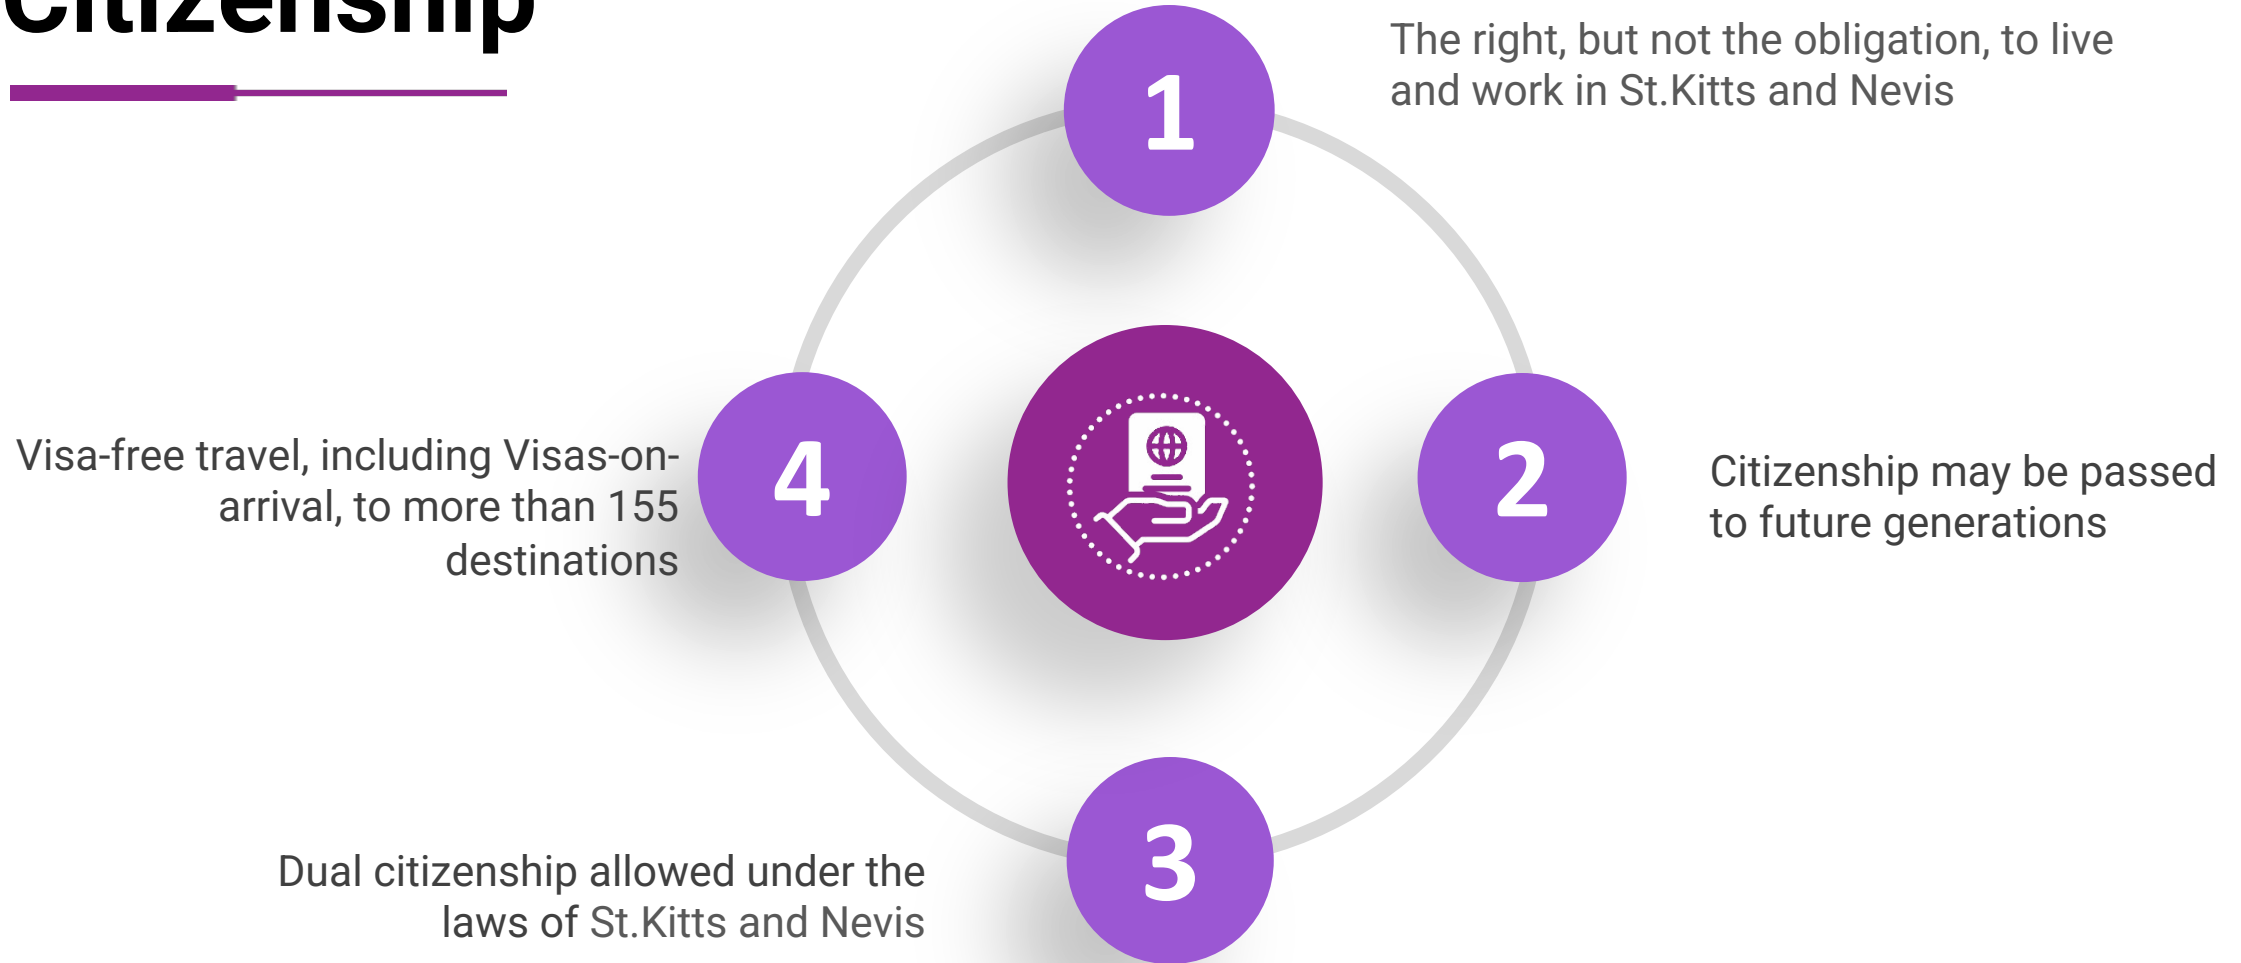 Citizenship
1
The right, but not the obligation, to live
and work in St.Kitts and Nevis
2
Citizenship may be passed
to future generations
3
Dual citizenship allowed under the
laws of St.Kitts and Nevis
4
Visa-free travel, including Visas-on-
arrival, to more than 155
destinations